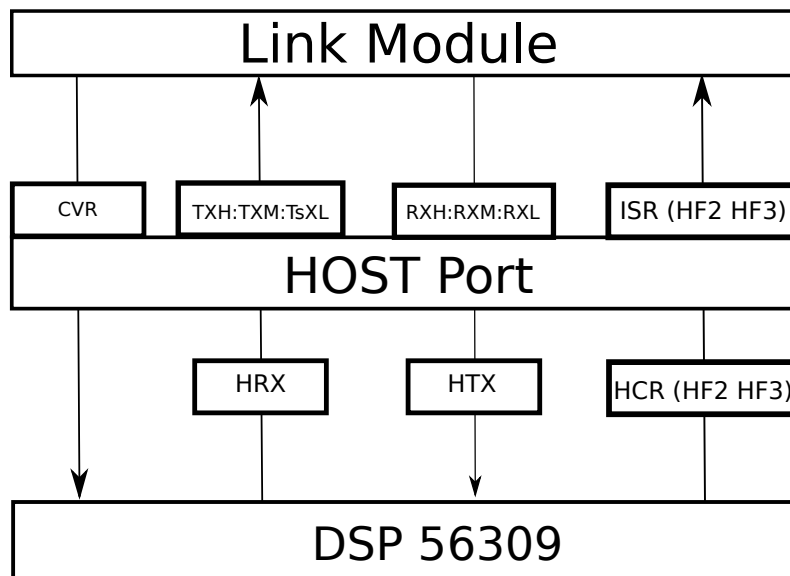 Link Module
CVR
TXH:TXM:TsXL
RXH:RXM:RXL
ISR (HF2 HF3)
HOST Port
HRX
HTX
HCR (HF2 HF3)
DSP 56309